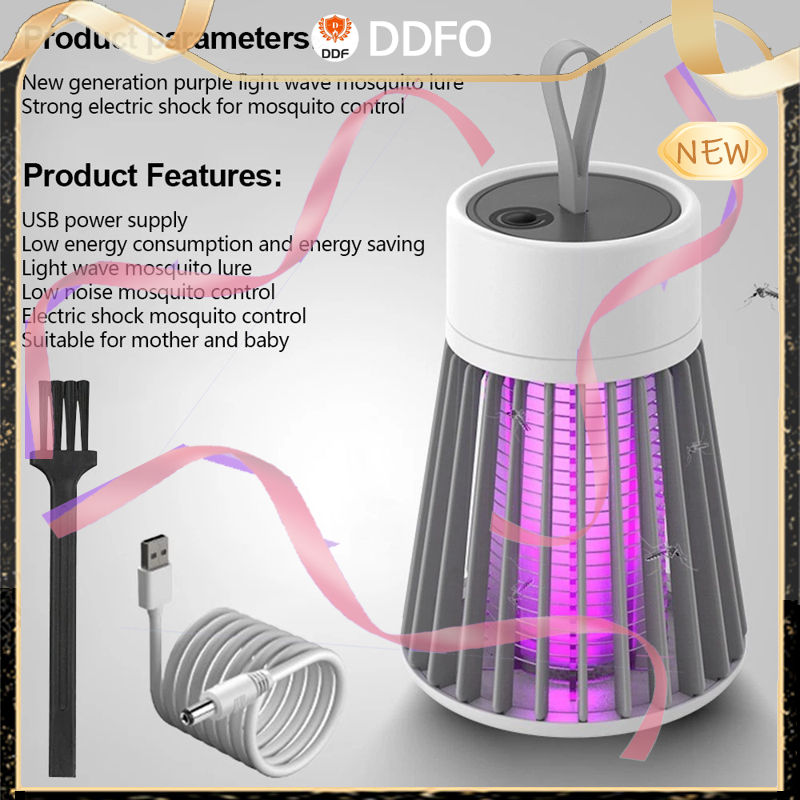 Product parameters
DDF
DDFO
New generation purple light wave mosquito lure
Strong electric shock for mosquito control
NEW
Product Features:
USB power supply
Low energy consumption and energy saving
Light wave mosquito lure
Low noise mosquito control
Electric shock mosquito control
Suitable for mother and baby